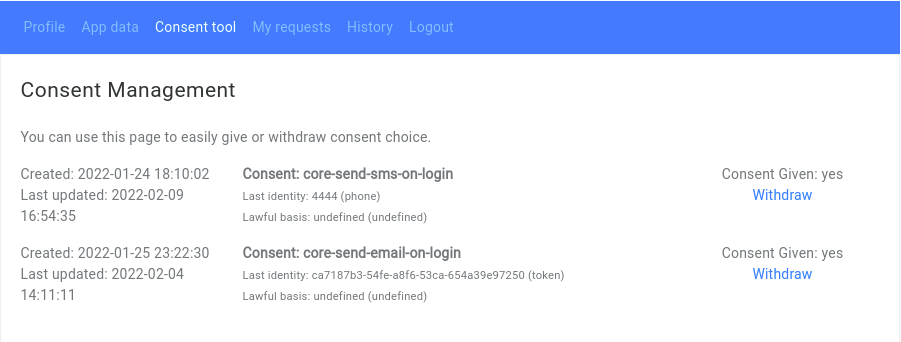 Profile App data Consent tool My requests History Logout
Consent Management
You can use this page to easily give or withdraw consent choice.
Created: 2022-01-24 18:10:02
Last updated: 2022-02-09
16:54:35
Consent: core-send-sms-on-login
Last identity: 4444 (phone)
Lawful basis: undefined (undefined)
Consent Given: yes
Withdraw
Created: 2022-01-25 23:22:30
Last updated: 2022-02-04
14:11:11
Consent: core-send-email-on-login
Last identity: ca7187b3-54fe-a8f6-53ca-654a39e97250 (token)
Lawful basis: undefined (undefined)
Consent Given: yes
Withdraw